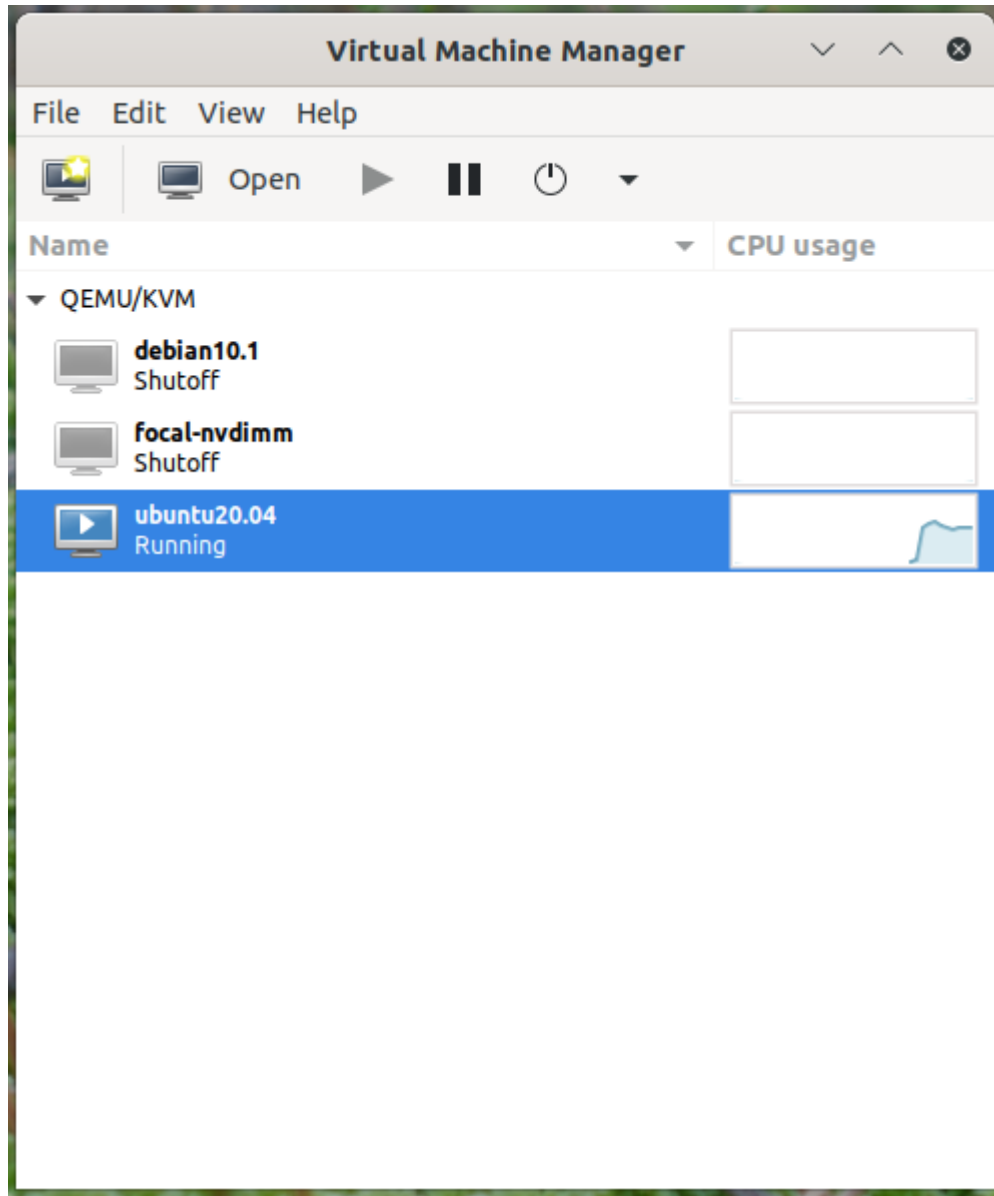 Virtual Machine Manager
File Edit View Help
Open
Name CPU usage
QEMU/KVM
debian10.1
Shutoff
focal-nvdimm
Shutoff
ubuntu20.04
Running